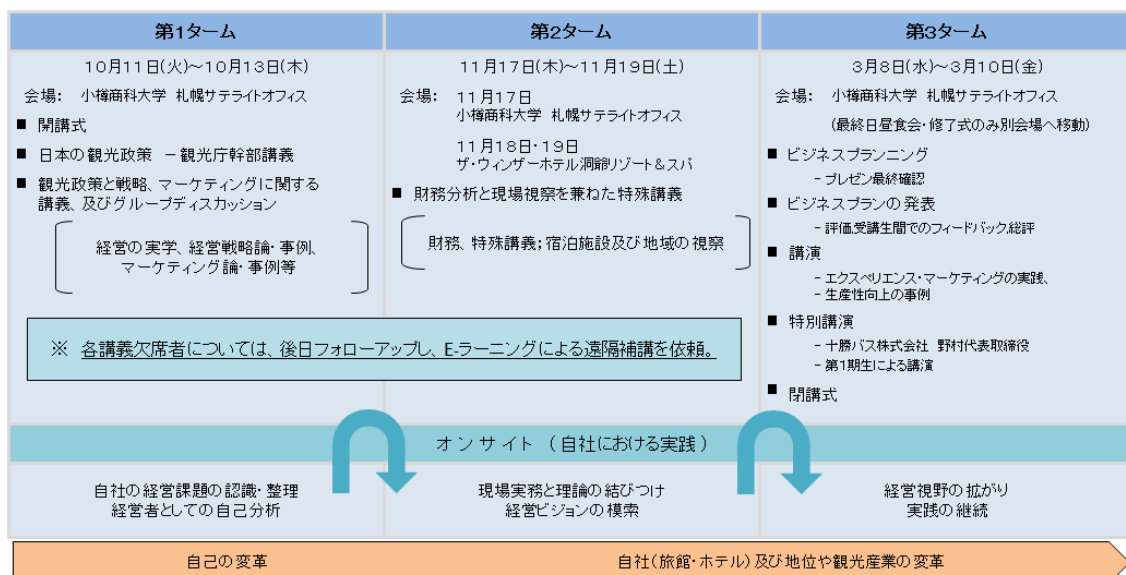 第1ターム
10月11日(火)~10月13日(木)
会場: 小樽商科大学 札幌サテライトオフィス
■ 開講式
■ 日本の観光政策 -観光庁幹部講義
■ 観光政策と戦略、マーケティングに関する
講義、及びグループディスカッション
経営の実学、経営戦略論・事例、
マーケティング論・事例等
第2ターム
11月17日(木)~11月19日(土)
会場: 11月17日
小樽商科大学 札幌サテライトオフィス
11月18日・19日
ザ・ウィンザーホテル洞爺リゾート&スパ
■ 財務分析と現場視察を兼ねた特殊講義
財務、特殊講義;宿泊施設及び地域の視察
※ 各講義欠席者については、後日フォローアップし、E-ラーニングによる遠隔補講を依頼。
第3ターム
3月8日(水)~3月10日(金)
会場: 小樽商科大学 札幌サテライトオフィス
(最終日昼食会・修了式のみ別会場へ移動)
■ ビジネスプランニング
- プレゼン最終確認
■ ビジネスプランの発表
- 評価、受講生間でのフィードバック、総評
■ 講演
- エクスペリエンス・マーケティングの実践、
- 生産性向上の事例
■ 特別講演
- 十勝バス株式会社 野村代表取締役
- 第1期生による講演
■ 閉講式
オンサイト (自社における実践)
自社の経営課題の認識・整理
経営者としての自己分析
現場実務と理論の結びつけ
経営ビジョンの模索
経営視野の拡がり
実践の継続
自己の変革
自社(旅館・ホテル)及び地位や観光産業の変革